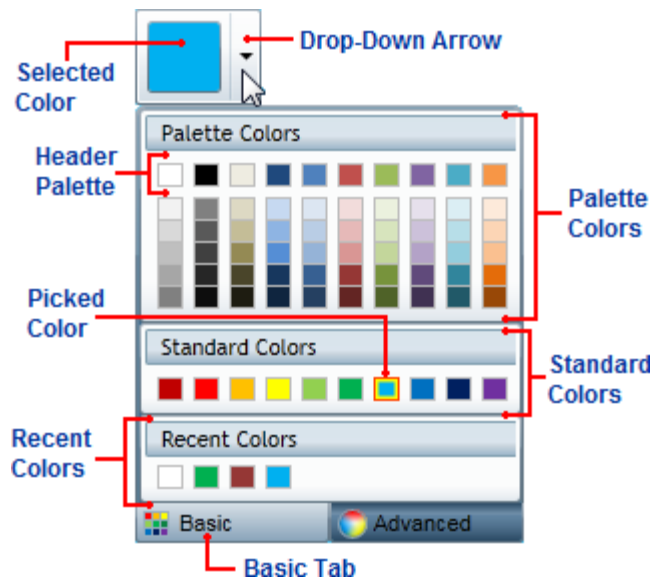 Drop-Down Arrow
Selected
Color
Palette Colors
Header
Palette
Palette
Colors
Picked
Color
Standard Colors
Standard
Colors
Recent
Colors
Recent Colors
Basic
Advanced
Basic Tab